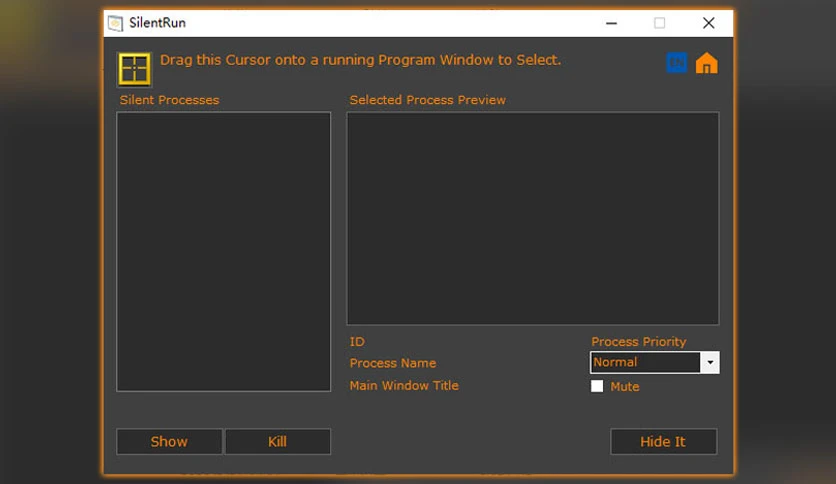 SilentRun
Drag this Cursor onto a running Program Window to Select.
EN
Silent Processes
Selected Process Preview
ID
Process Priority
Process Name
Normal
Main Window Title
Mute
Show
Kill
Hide It